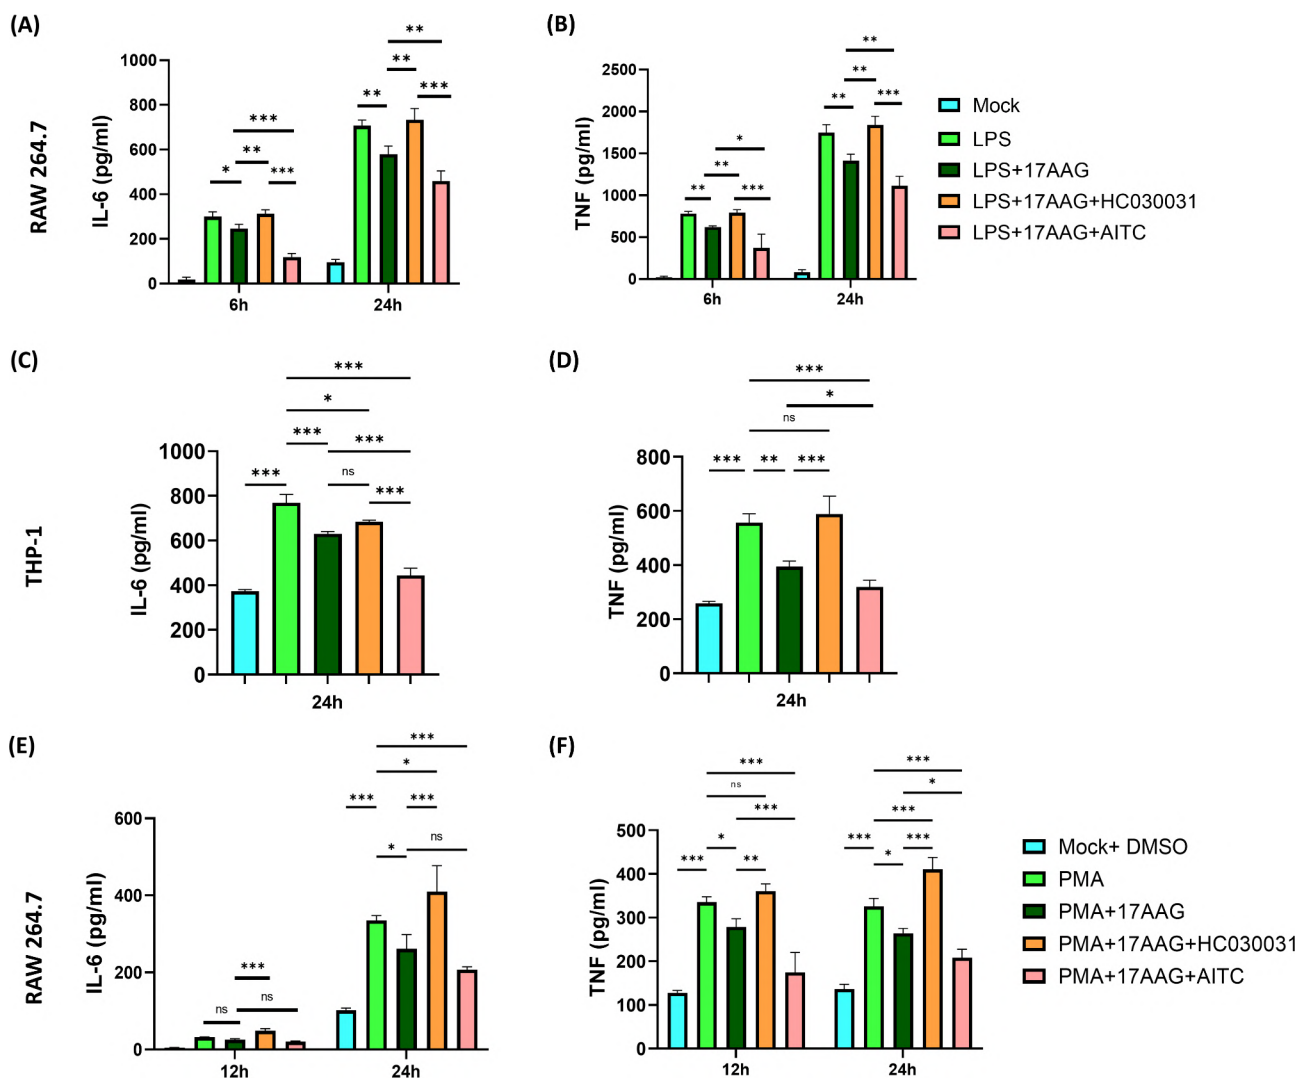 (A)
RAW 264.7
IL-6 (pg/ml)
1000
800
600
400
200
0
* ** *** ***
** ** *** **
6h 24h
(B)
TNF (pg/ml)
2500
2000
1500
1000
500
0
** ** *** *
** ** *** **
6h 24h
Mock
LPS
LPS+17AAG
LPS+17AAG+HC030031
LPS+17AAG+AITC
(C)
THP-1
IL-6 (pg/ml)
1000
800
600
400
200
0
***
*
*** ***
*** ns ***
24h
(D)
TNF (pg/ml)
800
600
400
200
0
***
*
ns
*** ** ***
24h
(E)
RAW 264.7
IL-6 (pg/ml)
600
400
200
0
***
ns ns
***
*
*** ***
* ns
12h 24h
(F)
TNF (pg/ml)
500
400
300
200
100
0
***
ns
***
*
*** **
***
*
***
*** ***
*
12h 24h
Mock+ DMSO
PMA
PMA+17AAG
PMA+17AAG+HC030031
PMA+17AAG+AITC